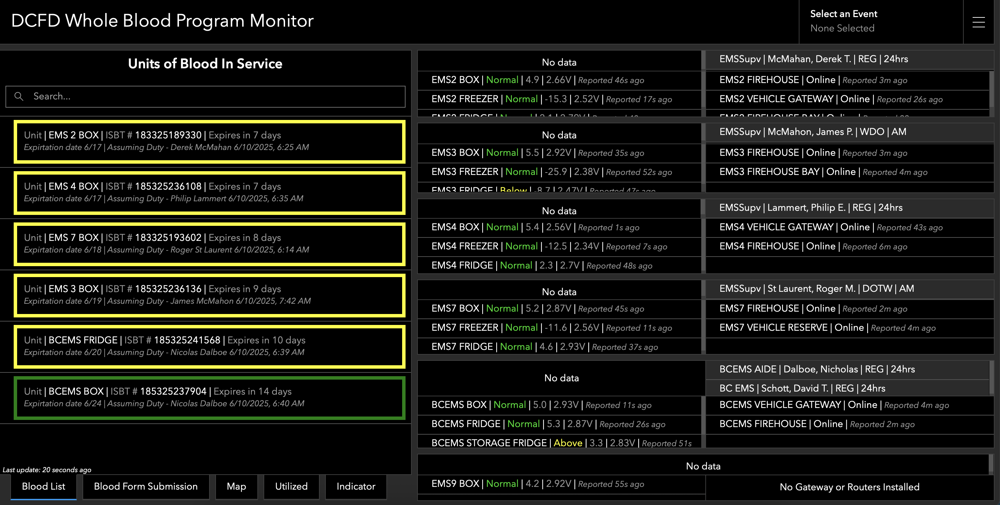 DCFD Whole Blood Program Monitor
Select an Event
None Selected
Units of Blood In Service
Search...
Unit | EMS 2 BOX | ISBT # 183325189330 | Expires in 7 days
Expirtation date 6/17 | Assuming Duty - Derek McMahan 6/10/2025, 6:25 AM
Unit | EMS 4 BOX | ISBT # 185325236108 | Expires in 7 days
Expirtation date 6/17 | Assuming Duty - Philip Lammert 6/10/2025, 6:35 AM
Unit | EMS 7 BOX | ISBT # 183325193602 | Expires in 8 days
Expirtation date 6/18 | Assuming Duty - Roger St Laurent 6/10/2025, 6:14 AM
Unit | EMS 3 BOX | ISBT # 185325236136 | Expires in 9 days
Expirtation date 6/19 | Assuming Duty - James McMahon 6/10/2025, 7:42 AM
Unit | BCEMS FRIDGE | ISBT # 185325241568 | Expires in 10 days
Expirtation date 6/20 | Assuming Duty - Nicolas Dalboe 6/10/2025, 6:39 AM
Unit | BCEMS BOX | ISBT # 185325237904 | Expires in 14 days
Expirtation date 6/24 | Assuming Duty - Nicolas Dalboe 6/10/2025, 6:40 AM
Last update: 20 seconds ago
Blood List
Blood Form Submission
Map
Utilized
Indicator
No data
EMS2 BOX | Normal | 4.9 | 2.66V | Reported 46s ago
EMS2 FREEZER | Normal | -15.3 | 2.52V | Reported 17s ago
EMS2 FRIDGE | Normal
EMSSupv | McMahan, Derek T. | REG | 24hrs
EMS2 FIREHOUSE | Online | Reported 3m ago
EMS2 VEHICLE GATEWAY | Online | Reported 26s ago
EMS2 FIREHOUSE BAY | Online
No data
EMS3 BOX | Normal | 5.5 | 2.92V | Reported 35s ago
EMS3 FREEZER | Normal | -25.9 | 2.38V | Reported 52s ago
EMS3 FRIDGE | Below | -8.7 | 2.47V | Reported 47s ago
EMSSupv | McMahon, James P. | WDO | AM
EMS3 FIREHOUSE | Online | Reported 3m ago
EMS3 FIREHOUSE BAY | Online | Reported 4m ago
No data
EMS4 BOX | Normal | 5.4 | 2.56V | Reported 1s ago
EMS4 FREEZER | Normal | -12.5 | 2.34V | Reported 7s ago
EMS4 FRIDGE | Normal | 2.3 | 2.7V | Reported 48s ago
EMSSupv | Lammert, Philip E. | REG | 24hrs
EMS4 VEHICLE GATEWAY | Online | Reported 43s ago
EMS4 FIREHOUSE | Online | Reported 6m ago
No data
EMS7 BOX | Normal | 5.2 | 2.87V | Reported 45s ago
EMS7 FREEZER | Normal | -11.6 | 2.56V | Reported 11s ago
EMS7 FRIDGE | Normal | 4.6 | 2.93V | Reported 37s ago
EMSSupv | St Laurent, Roger M. | DOTW | AM
EMS7 FIREHOUSE | Online | Reported 2m ago
EMS7 VEHICLE RESERVE | Online | Reported 4m ago
No data
BCEMS BOX | Normal | 5.0 | 2.93V | Reported 11s ago
BCEMS FRIDGE | Normal | 5.3 | 2.87V | Reported 26s ago
BCEMS STORAGE FRIDGE | Above | 3.3 | 2.83V | Reported 51s
BCEMS AIDE | Dalboe, Nicholas | REG | 24hrs
BC EMS | Schott, David T. | REG | 24hrs
BCEMS VEHICLE GATEWAY | Online | Reported 4m ago
BCEMS FIREHOUSE | Online | Reported 2m ago
No data
EMS9 BOX | Normal | 4.2 | 2.92V | Reported 55s ago
No Gateway or Routers Installed